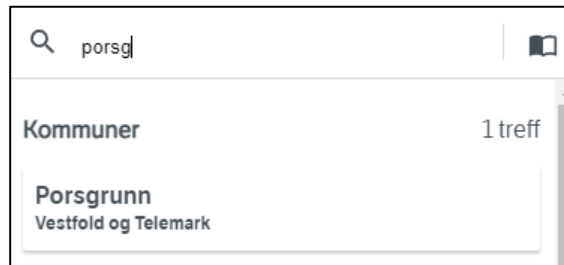 porsg
Kommuner 1 treff
Porsgrunn
Vestfold og Telemark